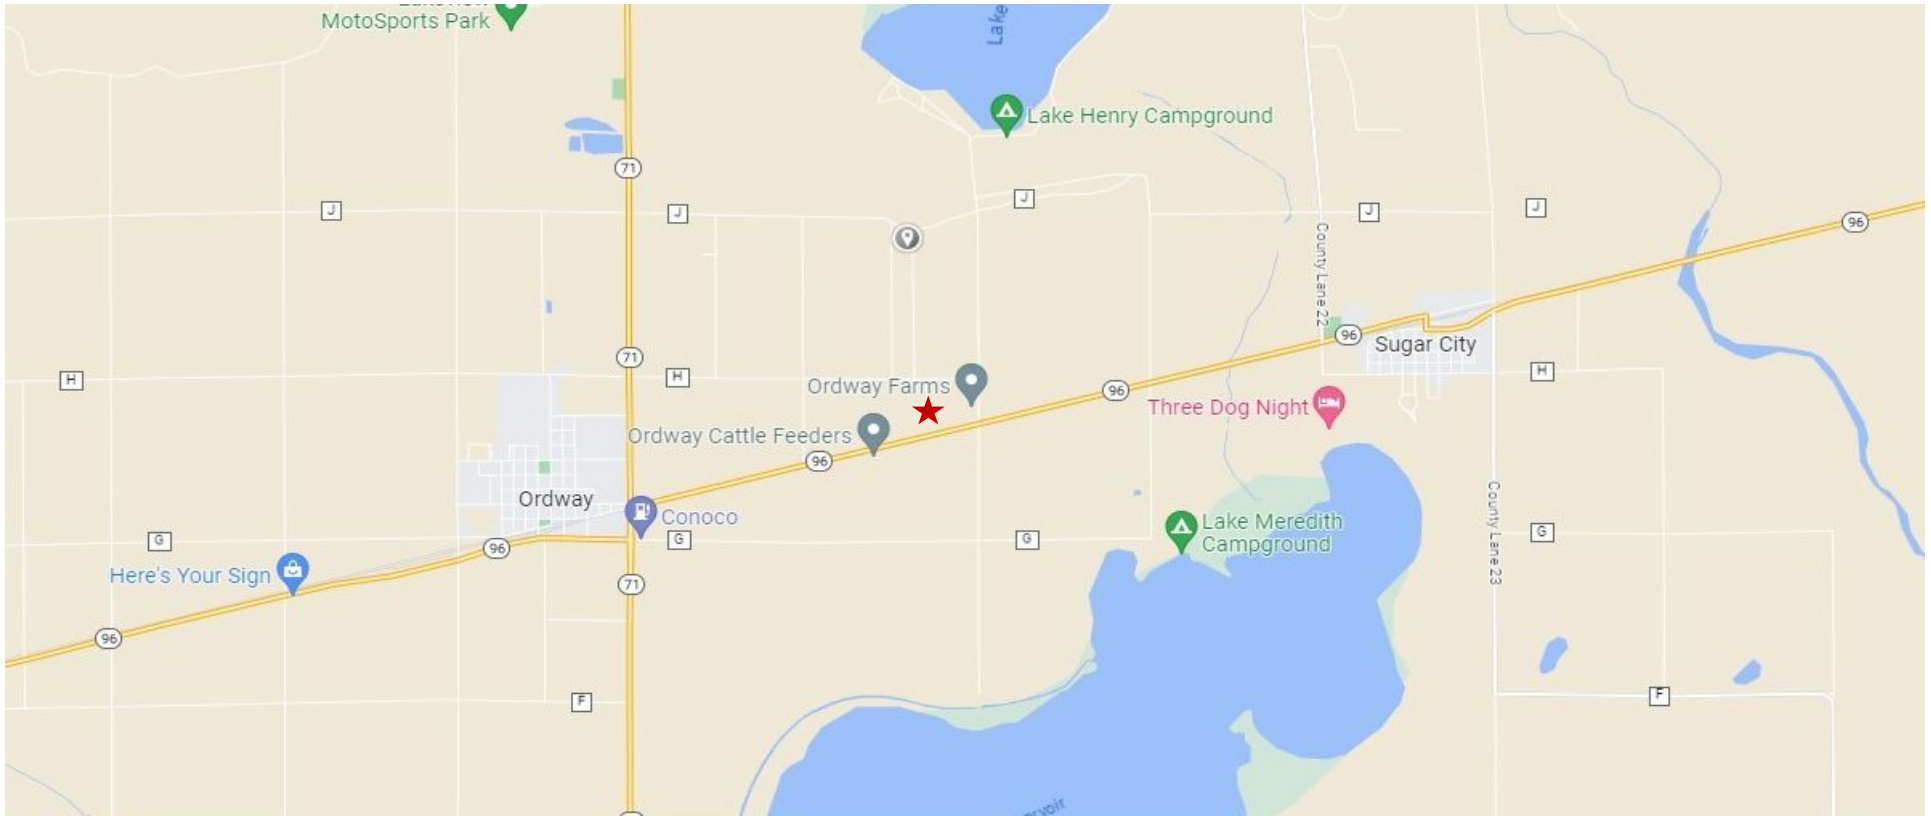 MotoSports Park
Lake
Lake Henry Campground
71
J
J
J
J
J
96
County Lane 22
71
96
Sugar City
H
H
H
Ordway Farms
96
Three Dog Night
Ordway Cattle Feeders
96
Ordway
Conoco
G
96
G
G
Lake Meredith
Campground
G
County Lane 23
Here's Your Sign
71
96
F
F